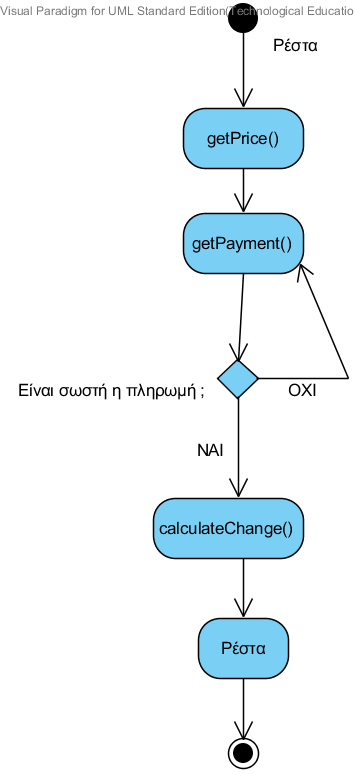 Visual Paradigm for UML Standard Edition(Technological Educatio
Ρέστα
getPrice()
getPayment()
Είναι σωστή η πληρωμή ;
ΟΧΙ
ΝΑΙ
calculateChange()
Ρέστα